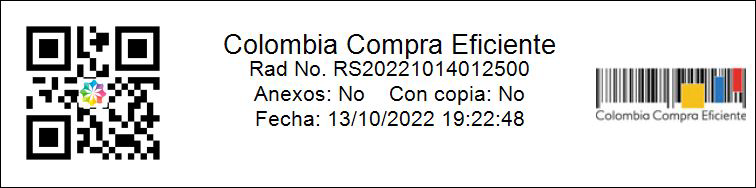 Colombia Compra Eficiente
Rad No. RS20221014012500
Anexos: No Con copia: No
Fecha: 13/10/2022 19:22:48
Colombia Compra Eficiente